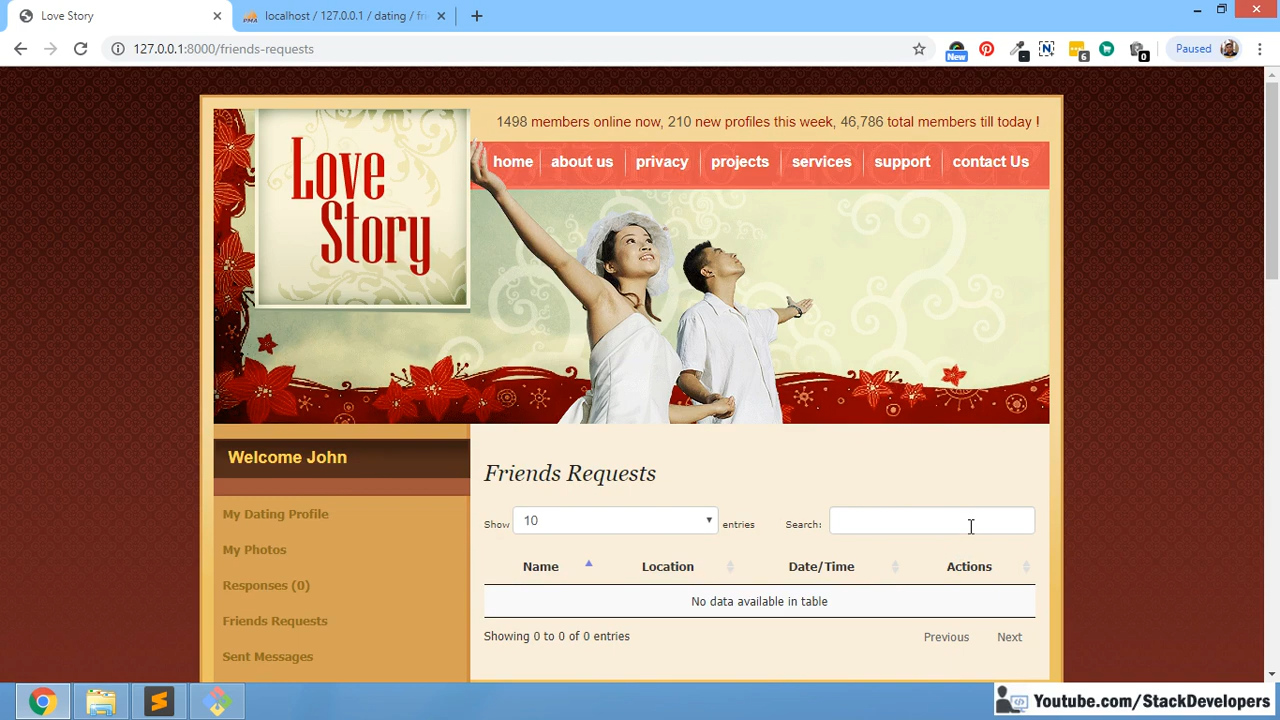 Love Story
localhost / 127.0.0.1 / dating / fri
127.0.0.1:8000/friends-requests
New
6
0
Paused
1498 members online now, 210 new profiles this week, 46,786 total members till today !
home about us privacy projects services support contact Us
Love
Story
Welcome John
My Dating Profile
My Photos
Responses (0)
Friends Requests
Sent Messages
Friends Requests
Show 10 entries Search:
Name Location Date/Time Actions
No data available in table
Showing 0 to 0 of 0 entries Previous Next
Youtube.com/StackDevelopers